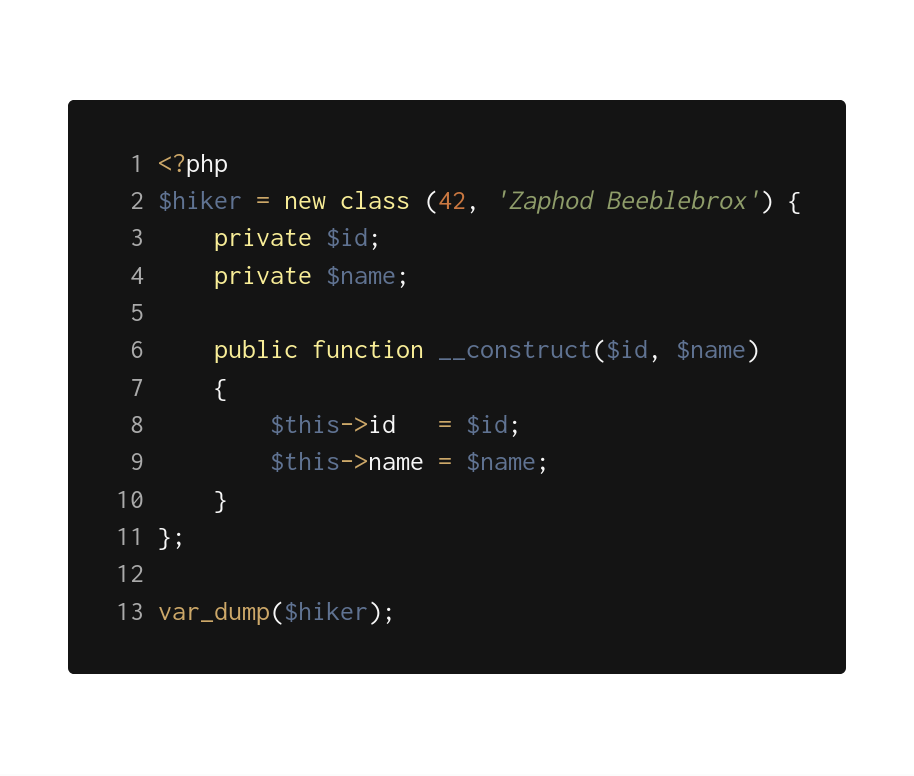 1 <?php
2 $hiker = new class (42, 'Zaphod Beeblebrox') {
3     private $id;
4     private $name;
5
6     public function __construct($id, $name)
7     {
8         $this->id   = $id;
9         $this->name = $name;
10     }
11 };
12
13 var_dump($hiker);